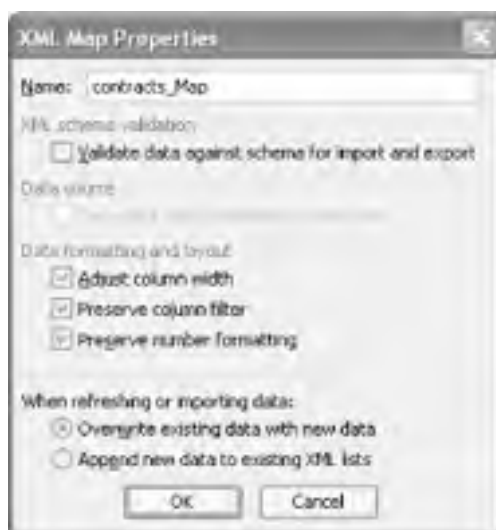 XML Map Properties
Name: contracts_Map
XML schema validation
Validate data against schema for import and export
Data source
Data formatting and layout
Adjust column width
Preserve column filter
Preserve number formatting
When refreshing or importing data:
Overwrite existing data with new data
Append new data to existing XML lists
OK Cancel